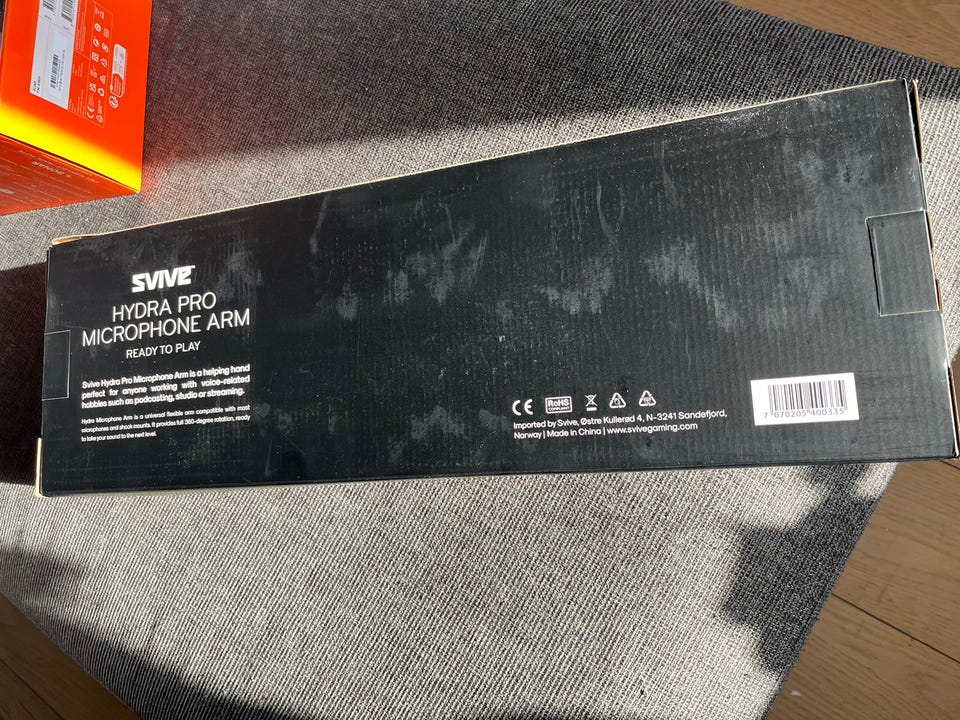 SVIVE
HYDRA PRO
MICROPHONE ARM
READY TO PLAY
Svive Hydra Pro Microphone Arm is a helping hand
perfect for anyone working with voice-related
hobbies such as podcasting, studio or streaming.
Hydra Microphone Arm is a universal flexible arm compatible with most
microphones and shock mounts. It provides full 360-degree rotation, ready
to take your sound to the next level.
CE RoHS
COMPLIANT
Imported by Svive, Østre Kullerød 4, N-3241 Sandefjord,
Norway | Made in China | www.svivegaming.com
7 070205 400335